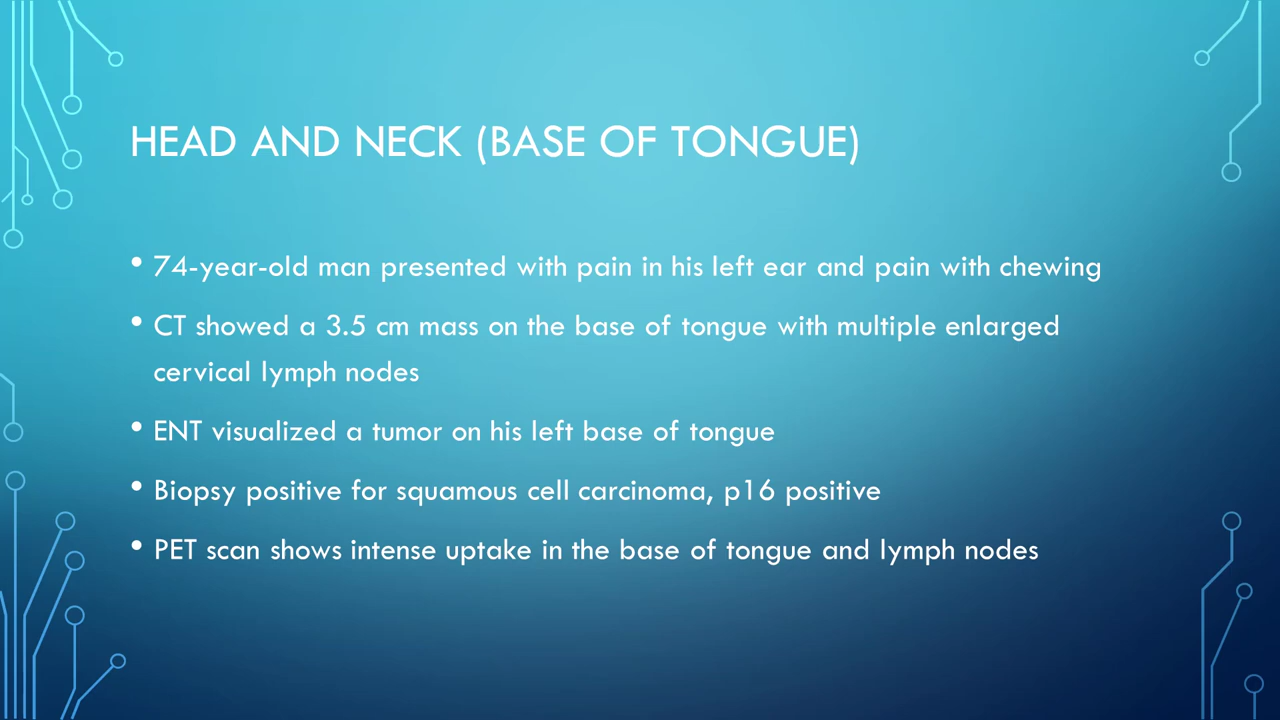 HEAD AND NECK (BASE OF TONGUE)
• 74-year-old man presented with pain in his left ear and pain with chewing
• CT showed a 3.5 cm mass on the base of tongue with multiple enlarged
cervical lymph nodes
• ENT visualized a tumor on his left base of tongue
• Biopsy positive for squamous cell carcinoma, p16 positive
• PET scan shows intense uptake in the base of tongue and lymph nodes